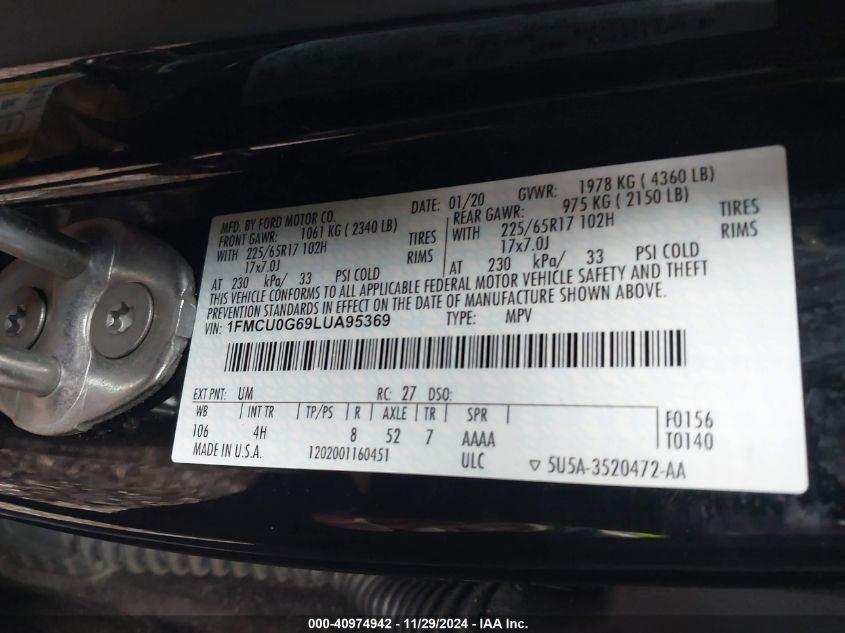 MFD. BY FORD MOTOR CO. DATE: 01/20 GVWR: 1978 KG ( 4360 LB)
FRONT GAWR: 1061 KG ( 2340 LB) REAR GAWR: 975 KG ( 2150 LB)
WITH 225/65R17 102H TIRES WITH 225/65R17 102H TIRES
17x7.0J RIMS 17x7.0J RIMS
AT 230 kPa/ 33 PSI COLD AT 230 kPa/ 33 PSI COLD
THIS VEHICLE CONFORMS TO ALL APPLICABLE FEDERAL MOTOR VEHICLE SAFETY AND THEFT
PREVENTION STANDARDS IN EFFECT ON THE DATE OF MANUFACTURE SHOWN ABOVE.
VIN: 1FMCU0G69LUA95369 TYPE: MPV
EXT PNT: UM RC: 27 DSO:
WB INT TR TP/PS R AXLE TR SPR
106 4H 8 52 7 AAAA F0156
T0140
MADE IN U.S.A. 1202001160451 ULC 5U5A-3520472-AA
000-40974942 - 11/29/2024 - IAA Inc.